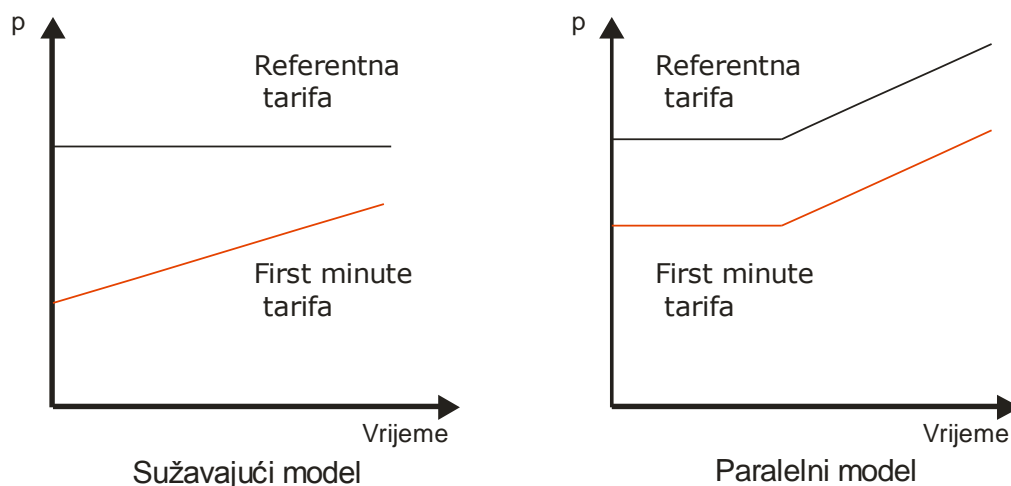 p
Referentna
tarifa
First minute
tarifa
Vrijeme
Sužavajući model
p
Referentna
tarifa
First minute
tarifa
Vrijeme
Paralelni model